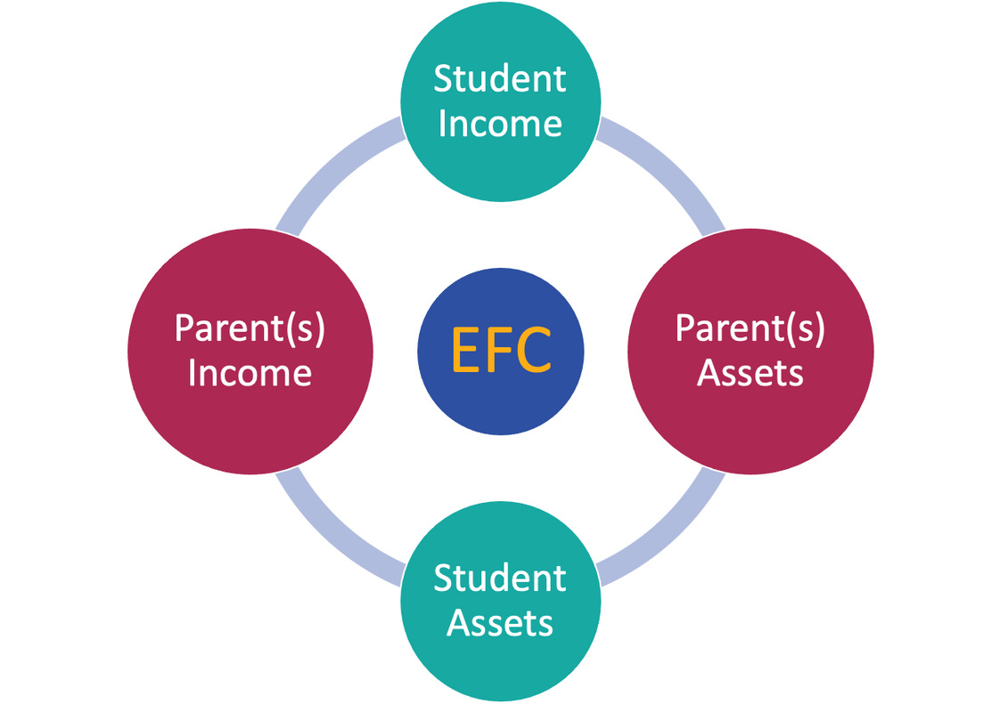 Student
Income
Parent(s)
Income
EFC
Parent(s)
Assets
Student
Assets